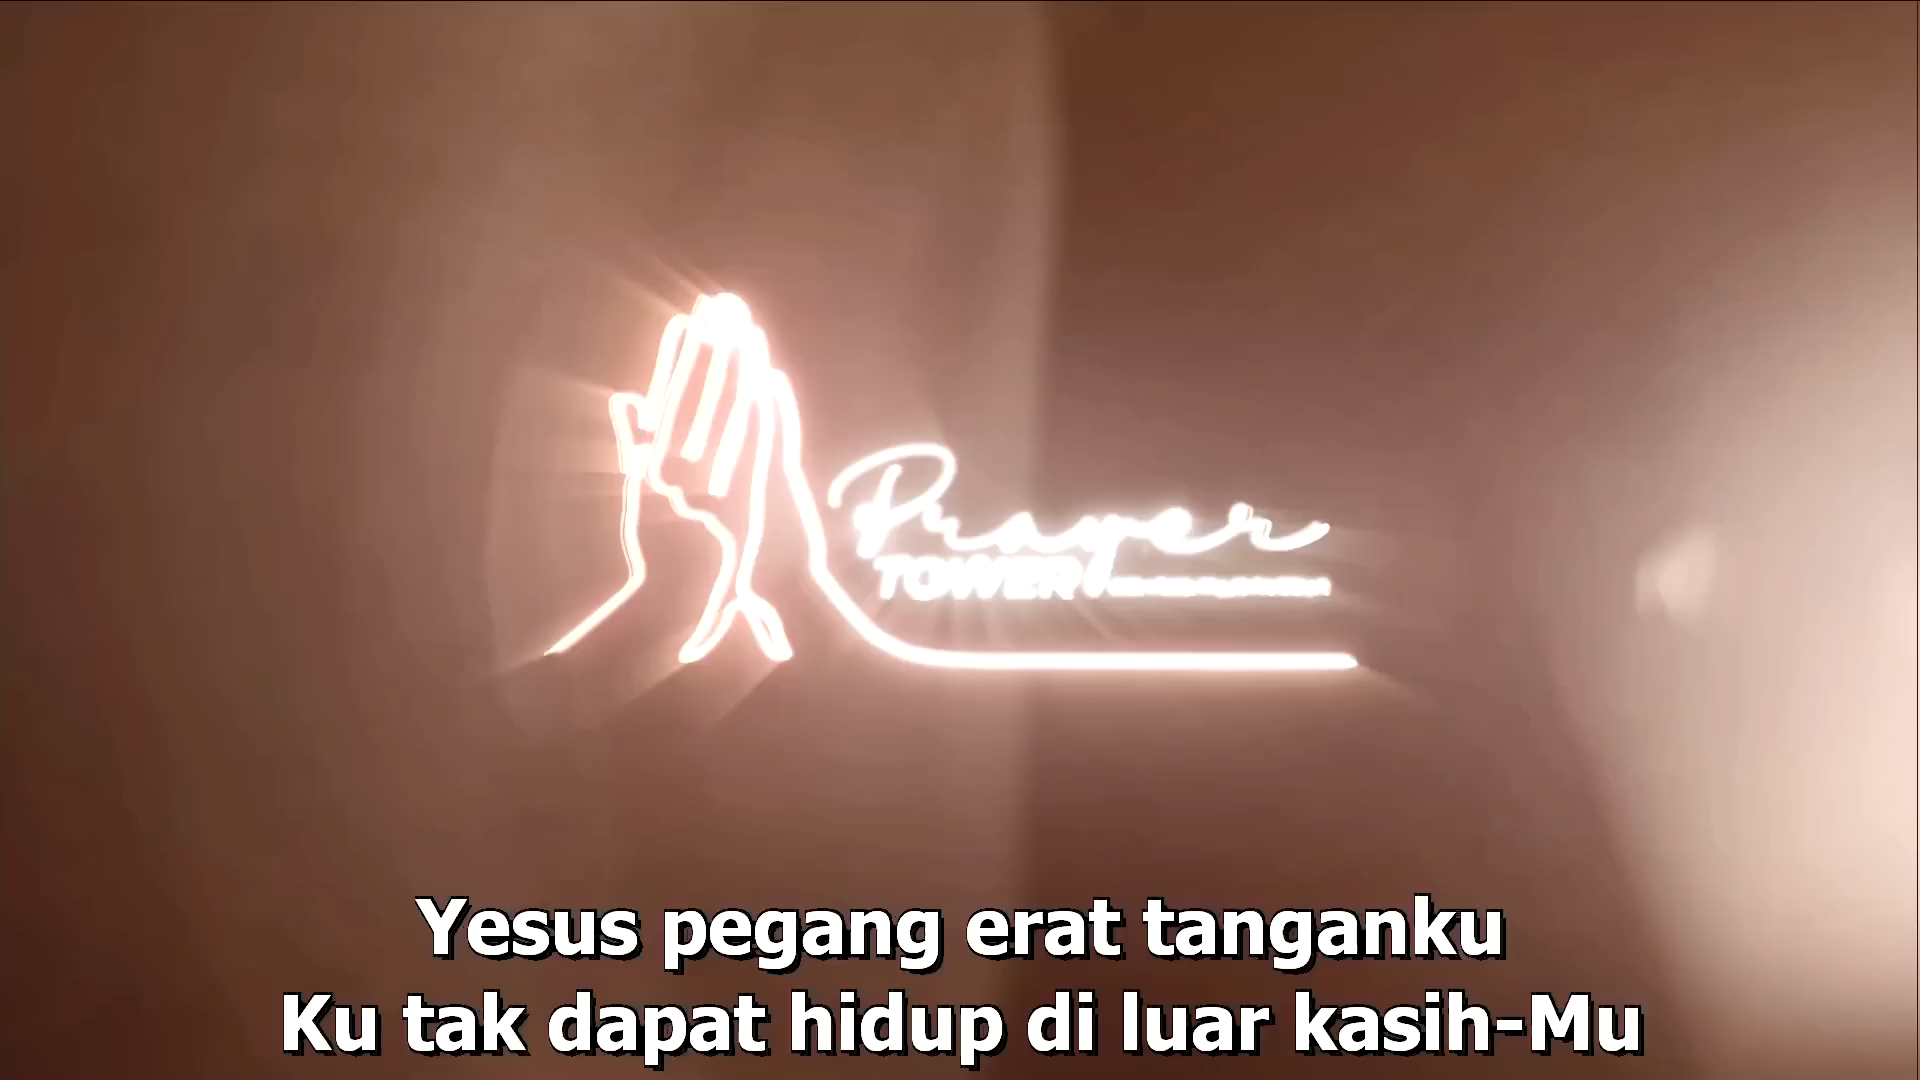 Prayer
TOWER
Yesus pegang erat tanganku
Ku tak dapat hidup di luar kasih-Mu